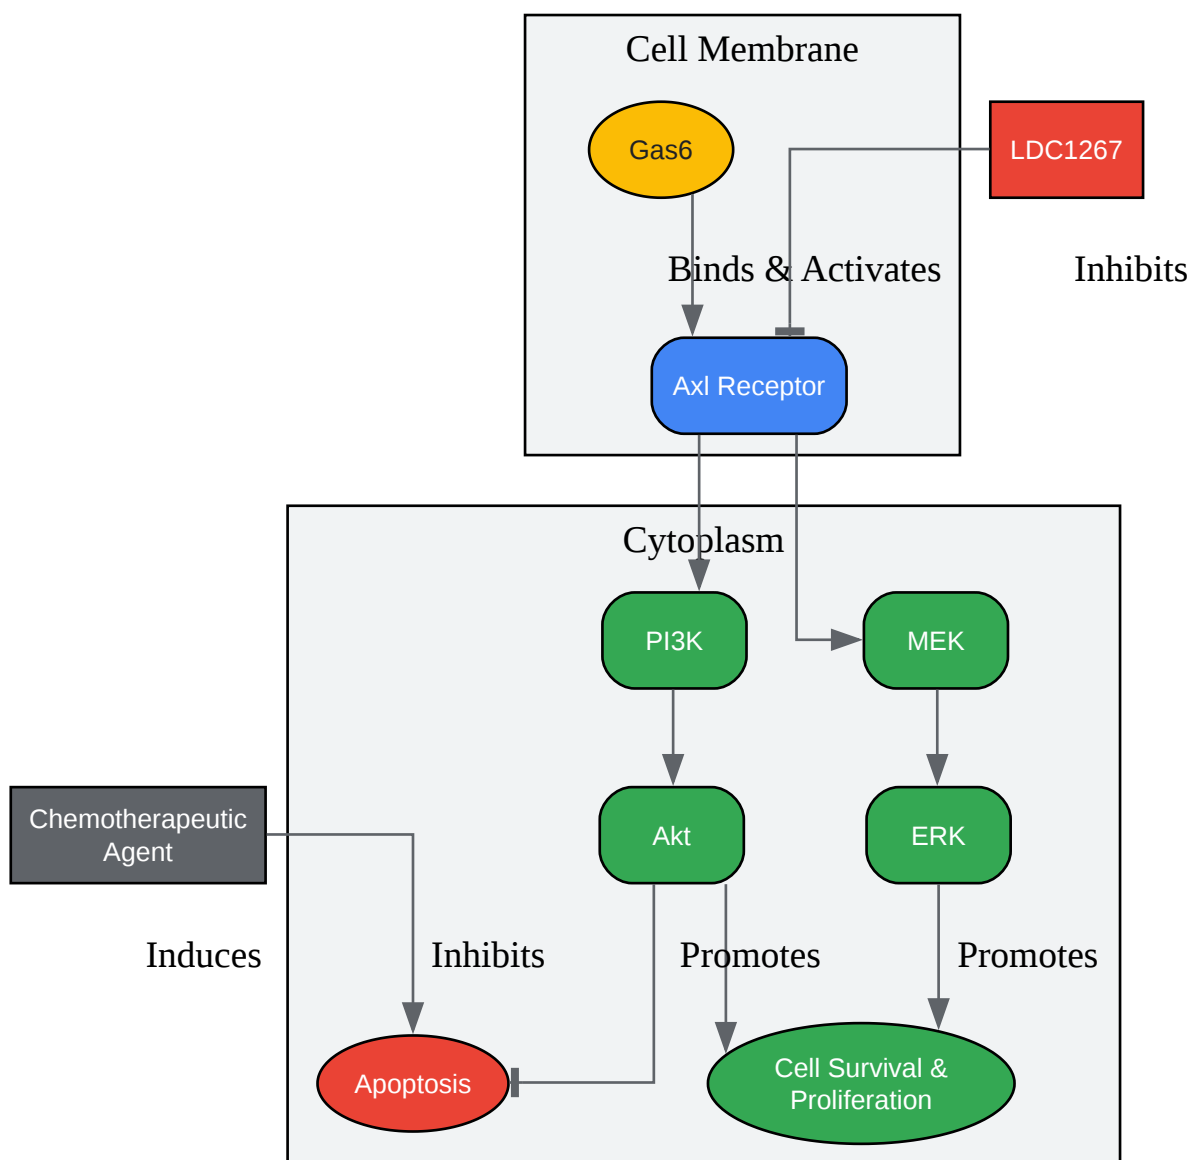 Cell Membrane
Gas6
LDC1267
Binds & Activates
Inhibits
Axl Receptor
Cytoplasm
PI3K
MEK
Chemotherapeutic
Agent
Akt
ERK
Induces
Inhibits
Promotes
Promotes
Apoptosis
Cell Survival &
Proliferation